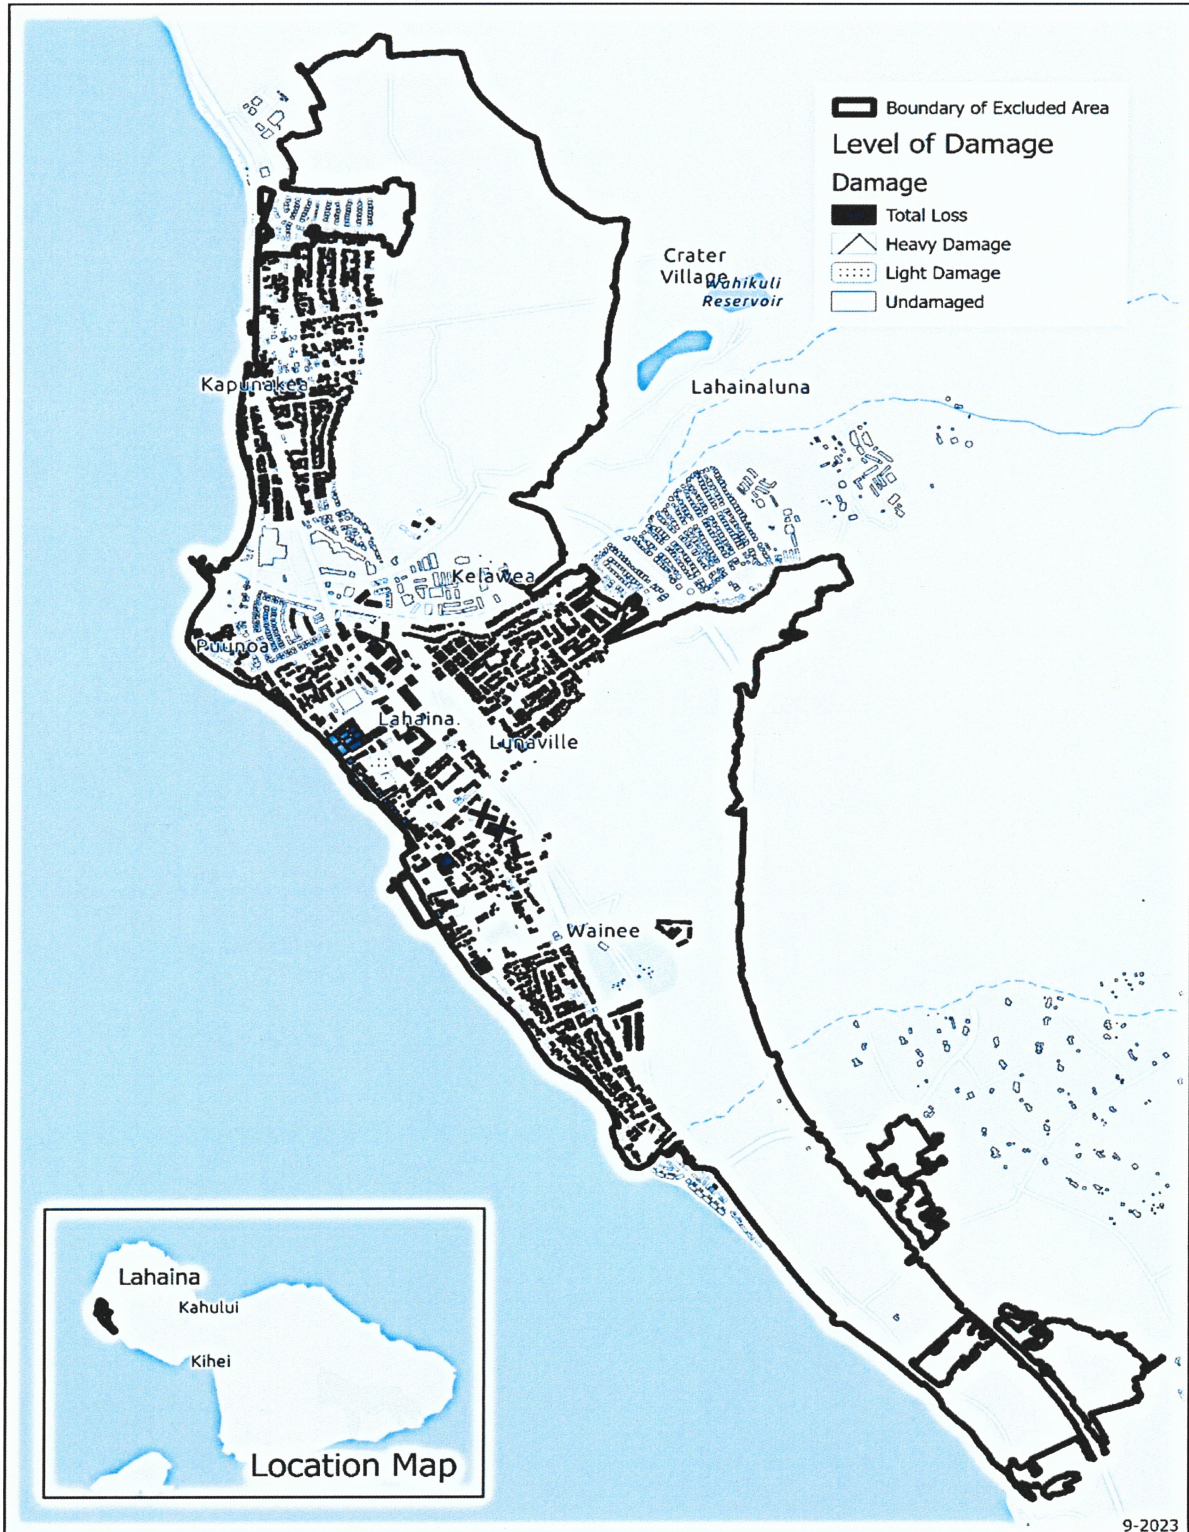 Boundary of Excluded Area
Level of Damage
Damage
Total Loss
Heavy Damage
Light Damage
Undamaged
Crater
Village
Wahikuli
Reservoir
Lahainaluna
Kapunakea
Kelawea
Puunoa
Lahaina
Lunaville
Wainee
Lahaina
Kahului
Kihei
Location Map
9-2023